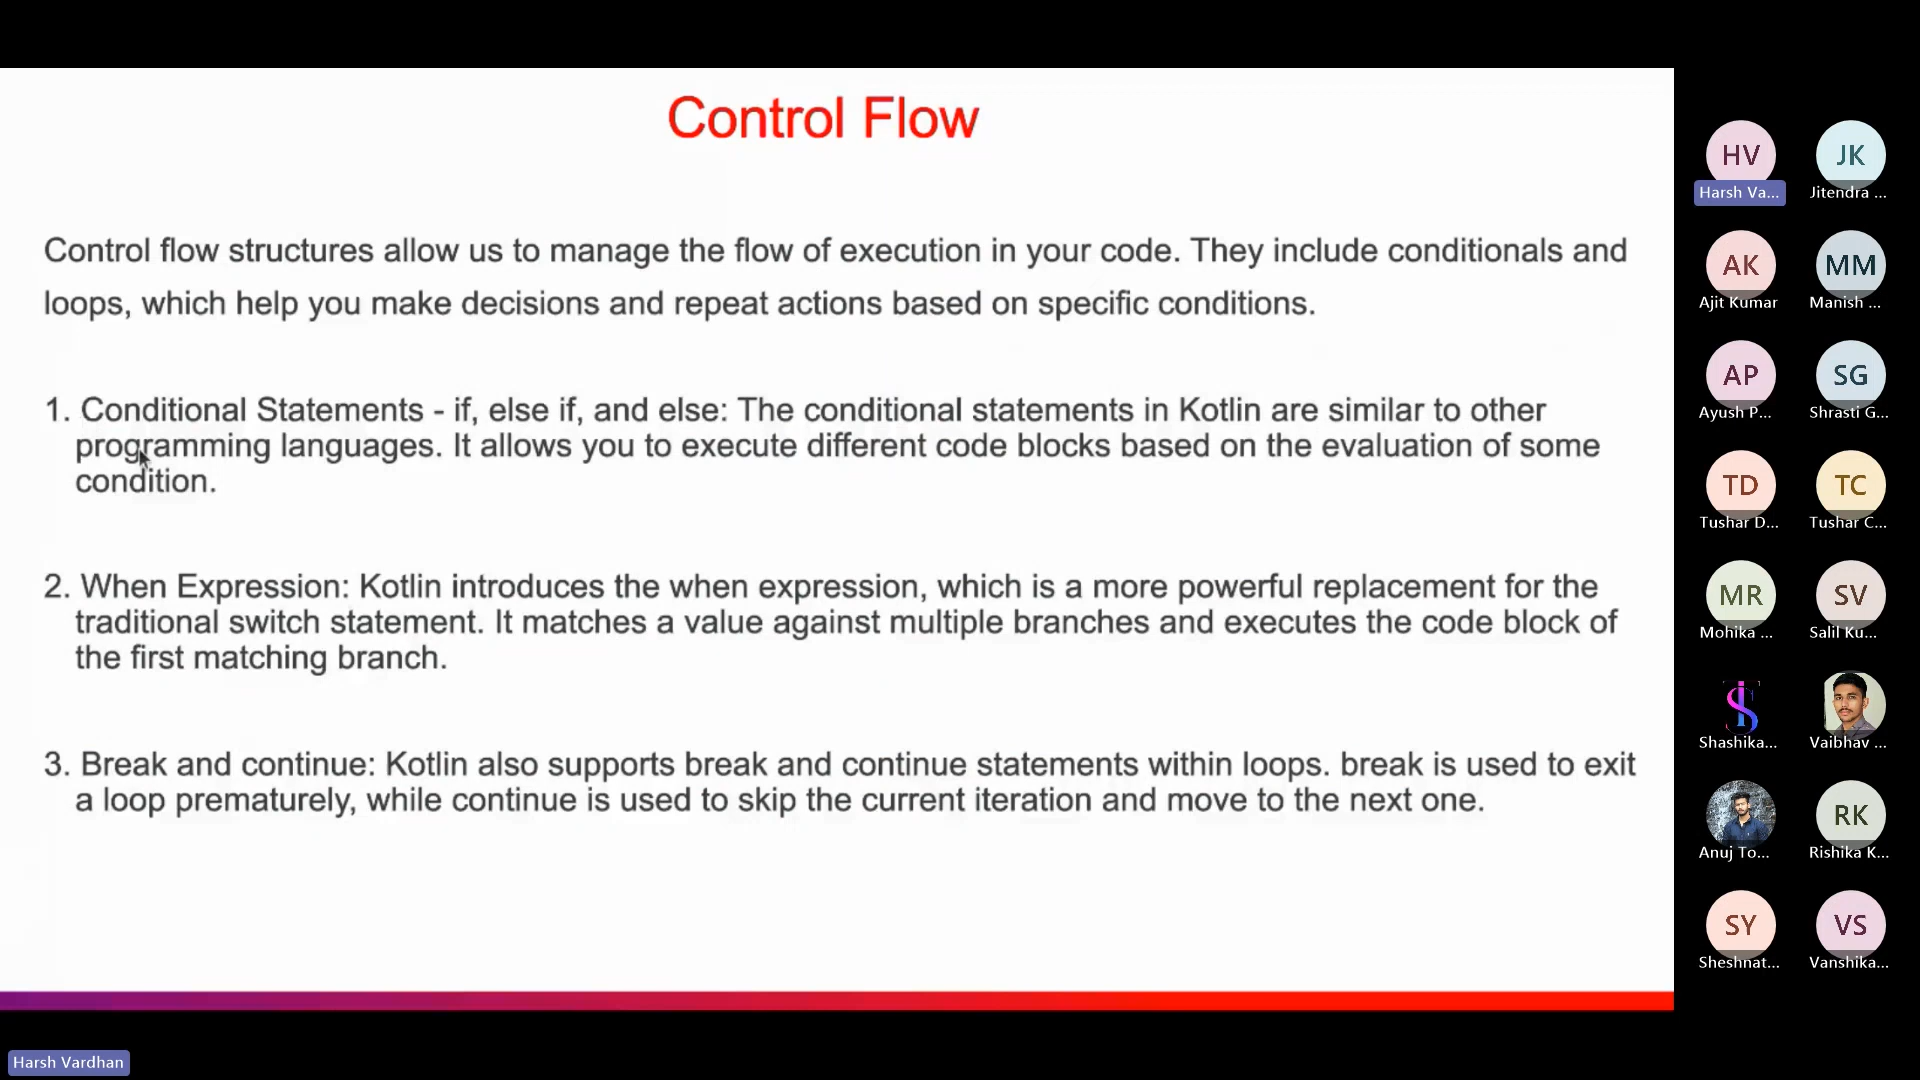 Control Flow
Control flow structures allow us to manage the flow of execution in your code. They include conditionals and
loops, which help you make decisions and repeat actions based on specific conditions.
1. Conditional Statements - if, else if, and else: The conditional statements in Kotlin are similar to other
programming languages. It allows you to execute different code blocks based on the evaluation of some
condition.
2. When Expression: Kotlin introduces the when expression, which is a more powerful replacement for the
traditional switch statement. It matches a value against multiple branches and executes the code block of
the first matching branch.
3. Break and continue: Kotlin also supports break and continue statements within loops. break is used to exit
a loop prematurely, while continue is used to skip the current iteration and move to the next one.
HV JK
Harsh Va... Jitendra ...
AK MM
Ajit Kumar Manish ...
AP SG
Ayush P... Shrasti G...
TD TC
Tushar D... Tushar C...
MR SV
Mohika ... Salil Ku...
Shashika... Vaibhav ...
RK
Anuj To... Rishika K...
SY VS
Sheshnat... Vanshika...
Harsh Vardhan